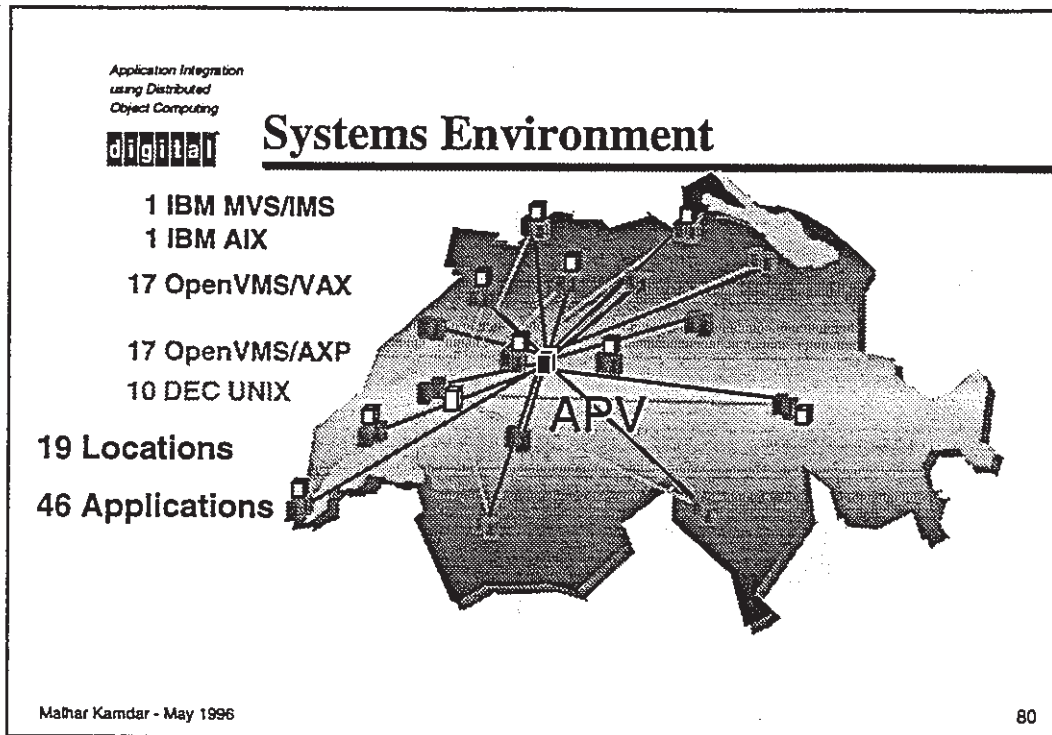 Application Integration
using Distributed
Object Computing
digital
Systems Environment
1 IBM MVS/IMS
1 IBM AIX
17 OpenVMS/VAX
17 OpenVMS/AXP
10 DEC UNIX
19 Locations
46 Applications
APV
Mathar Kamdar - May 1996
80